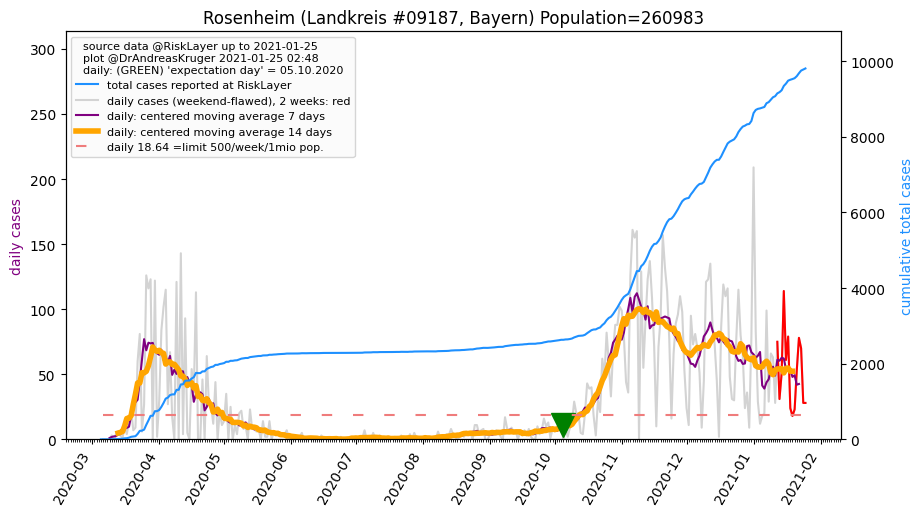 Rosenheim (Landkreis #09187, Bayern) Population=260983
source data @RiskLayer up to 2021-01-25
plot @DrAndreasKruger 2021-01-25 02:48
daily: (GREEN) 'expectation day' = 05.10.2020
total cases reported at RiskLayer
daily cases (weekend-flawed), 2 weeks: red
daily: centered moving average 7 days
daily: centered moving average 14 days
daily 18.64 =limit 500/week/1mio pop.
daily cases
300
250
200
150
100
50
0
cumulative total cases
10000
8000
6000
4000
2000
0
2020-03
2020-04
2020-05
2020-06
2020-07
2020-08
2020-09
2020-10
2020-11
2020-12
2021-01
2021-02